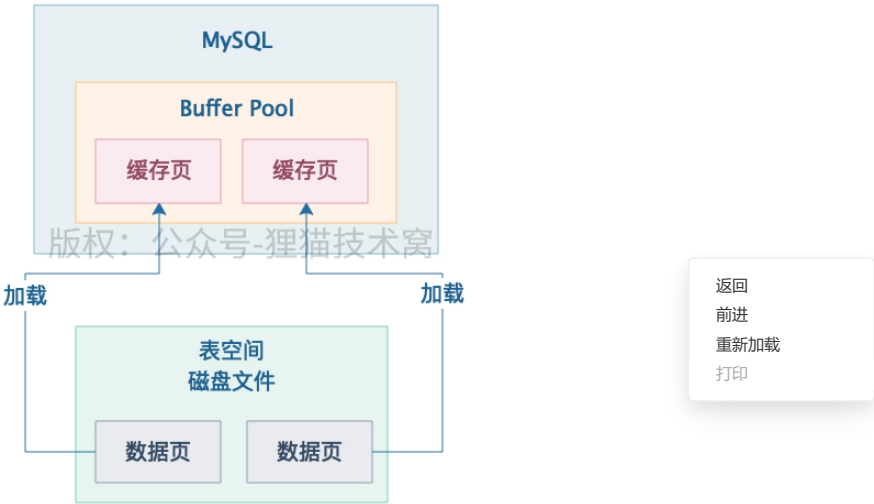 MySQL
Buffer Pool
缓存页 缓存页
版权：公众号-狸猫技术窝
加载 加载
表空间
磁盘文件
数据页 数据页
返回
前进
重新加载
打印